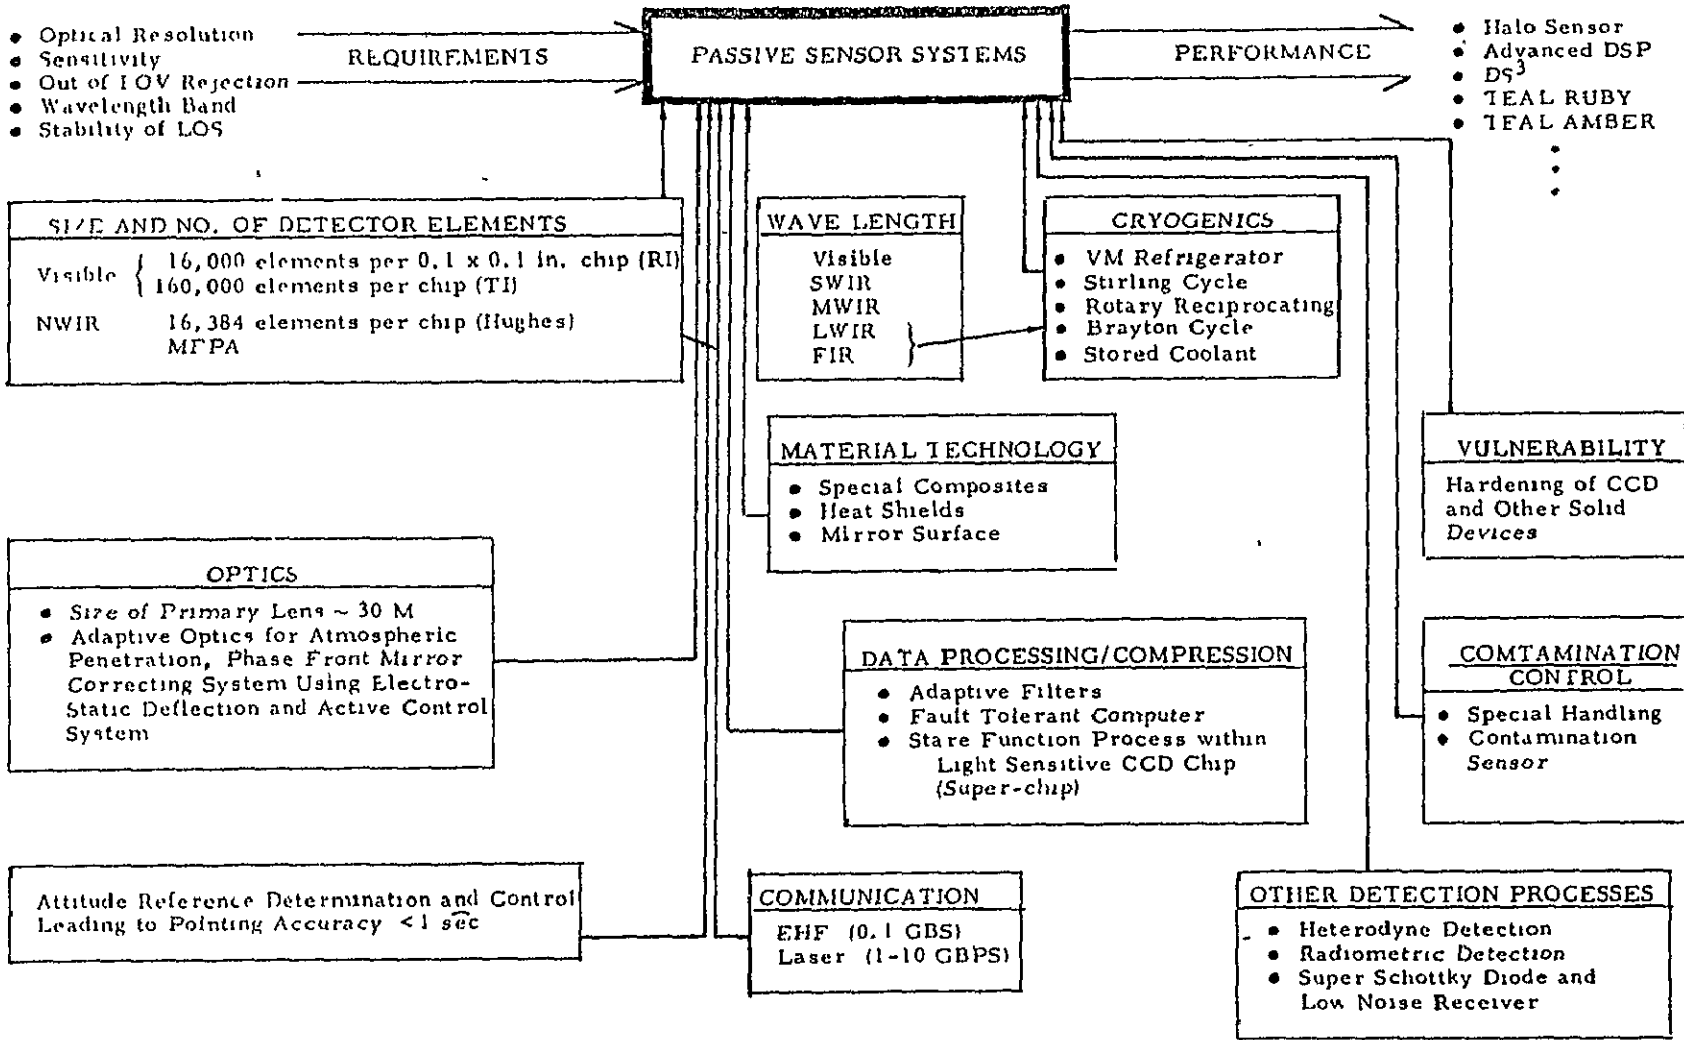 • Optical Resolution
• Sensitivity
• Out of FOV Rejection
• Wavelength Band
• Stability of LOS
REQUIREMENTS
PASSIVE SENSOR SYSTEMS
PERFORMANCE
• Halo Sensor
• Advanced DSP
• DS³
• TEAL RUBY
• TEAL AMBER
SIZE AND NO. OF DETECTOR ELEMENTS
Visible { 16,000 elements per 0.1 x 0.1 in. chip (RI)
160,000 elements per chip (TI)
NWIR 16,384 elements per chip (Hughes)
MFPA
WAVE LENGTH
Visible
SWIR
MWIR
LWIR
FIR
CRYOGENICS
• VM Refrigerator
• Stirling Cycle
• Rotary Reciprocating
• Brayton Cycle
• Stored Coolant
MATERIAL TECHNOLOGY
• Special Composites
• Heat Shields
• Mirror Surface
VULNERABILITY
Hardening of CCD
and Other Solid
Devices
OPTICS
• Size of Primary Lens ~ 30 M
• Adaptive Optics for Atmospheric
Penetration, Phase Front Mirror
Correcting System Using Electro-
Static Deflection and Active Control
System
DATA PROCESSING/COMPRESSION
• Adaptive Filters
• Fault Tolerant Computer
• Stare Function Process within
Light Sensitive CCD Chip
(Super-chip)
COMTAMINATION
CONTROL
• Special Handling
• Contamination
Sensor
Attitude Reference Determination and Control
Leading to Pointing Accuracy < 1 sec
COMMUNICATION
EHF (0.1 GBS)
Laser (1-10 GBPS)
OTHER DETECTION PROCESSES
• Heterodyne Detection
• Radiometric Detection
• Super Schottky Diode and
Low Noise Receiver